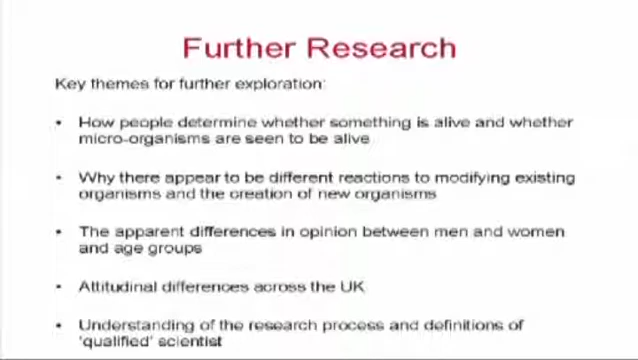 Further Research
Key themes for further exploration:
• How people determine whether something is alive and whether
micro-organisms are seen to be alive
• Why there appear to be different reactions to modifying existing
organisms and the creation of new organisms
• The apparent differences in opinion between men and women
and age groups
• Attitudinal differences across the UK
• Understanding of the research process and definitions of
'qualified' scientist